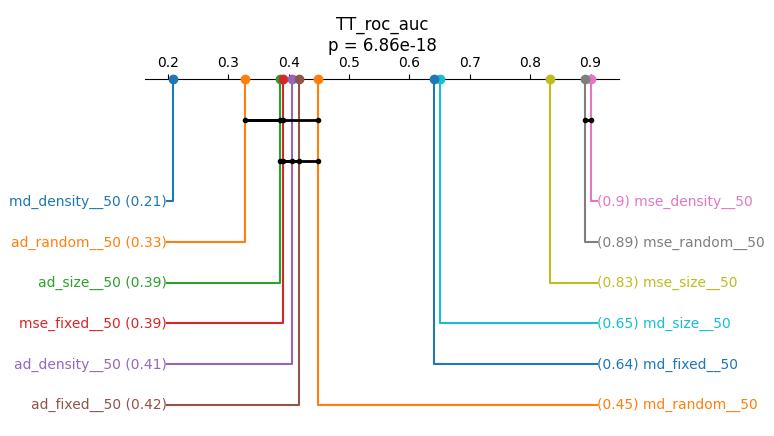 TT_roc_auc
p = 6.86e-18
0.2 0.3 0.4 0.5 0.6 0.7 0.8 0.9
md_density__50 (0.21)
(0.9) mse_density__50
ad_random__50 (0.33)
(0.89) mse_random__50
ad_size__50 (0.39)
(0.83) mse_size__50
mse_fixed__50 (0.39)
(0.65) md_size__50
ad_density__50 (0.41)
(0.64) md_fixed__50
ad_fixed__50 (0.42)
(0.45) md_random__50